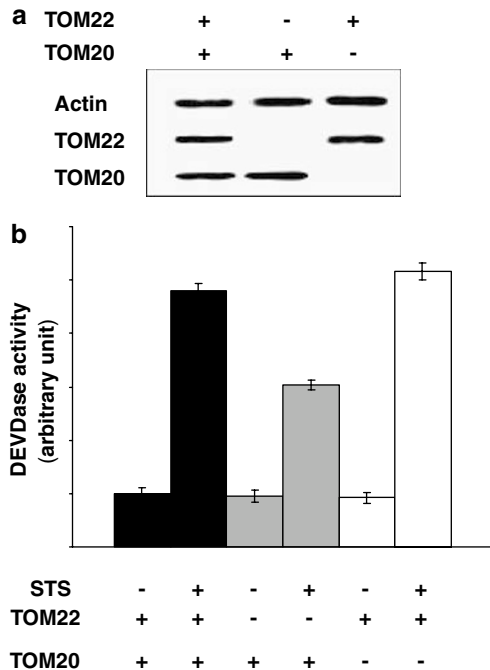 a
TOM22 + - +
TOM20 + + -
Actin
TOM22
TOM20
b
DEVDase activity
(arbitrary unit)
STS - + - + - +
TOM22 + + - - + +
TOM20 + + + + - -